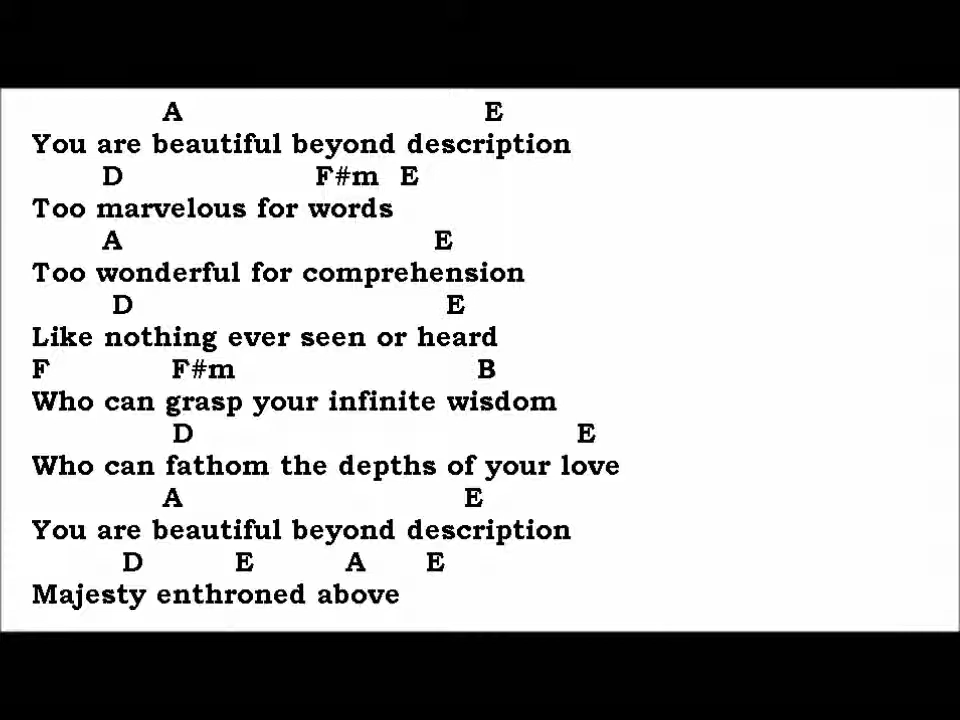 A E
You are beautiful beyond description
D F#m E
Too marvelous for words
A E
Too wonderful for comprehension
D E
Like nothing ever seen or heard
F F#m B
Who can grasp your infinite wisdom
D E
Who can fathom the depths of your love
A E
You are beautiful beyond description
D E A E
Majesty enthroned above